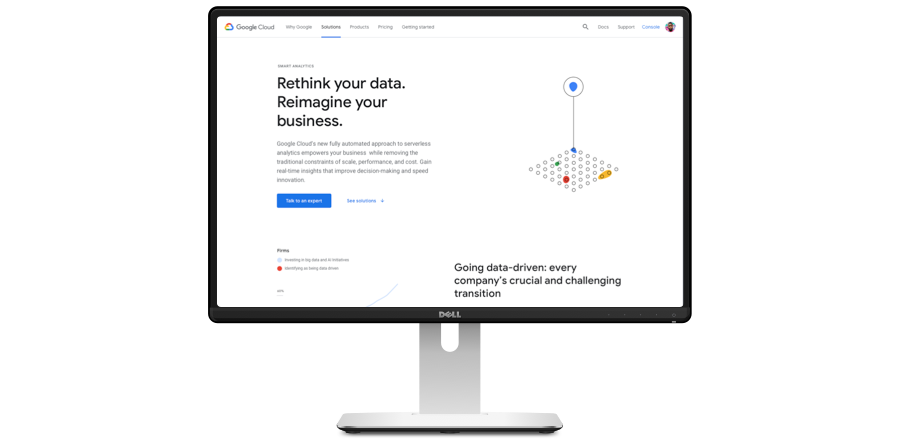 Google Cloud Why Google Solutions Products Pricing Getting started Docs Support Console
SMART ANALYTICS
Rethink your data.
Reimagine your
business.
Google Cloud's new fully automated approach to serverless
analytics empowers your business while removing the
traditional constraints of scale, performance, and cost. Gain
real-time insights that improve decision-making and speed
innovation.
Talk to an expert See solutions
Firms
Investing in big data and AI initiatives
Identifying as being data driven
Going data-driven: every
company's crucial and challenging
transition
DELL